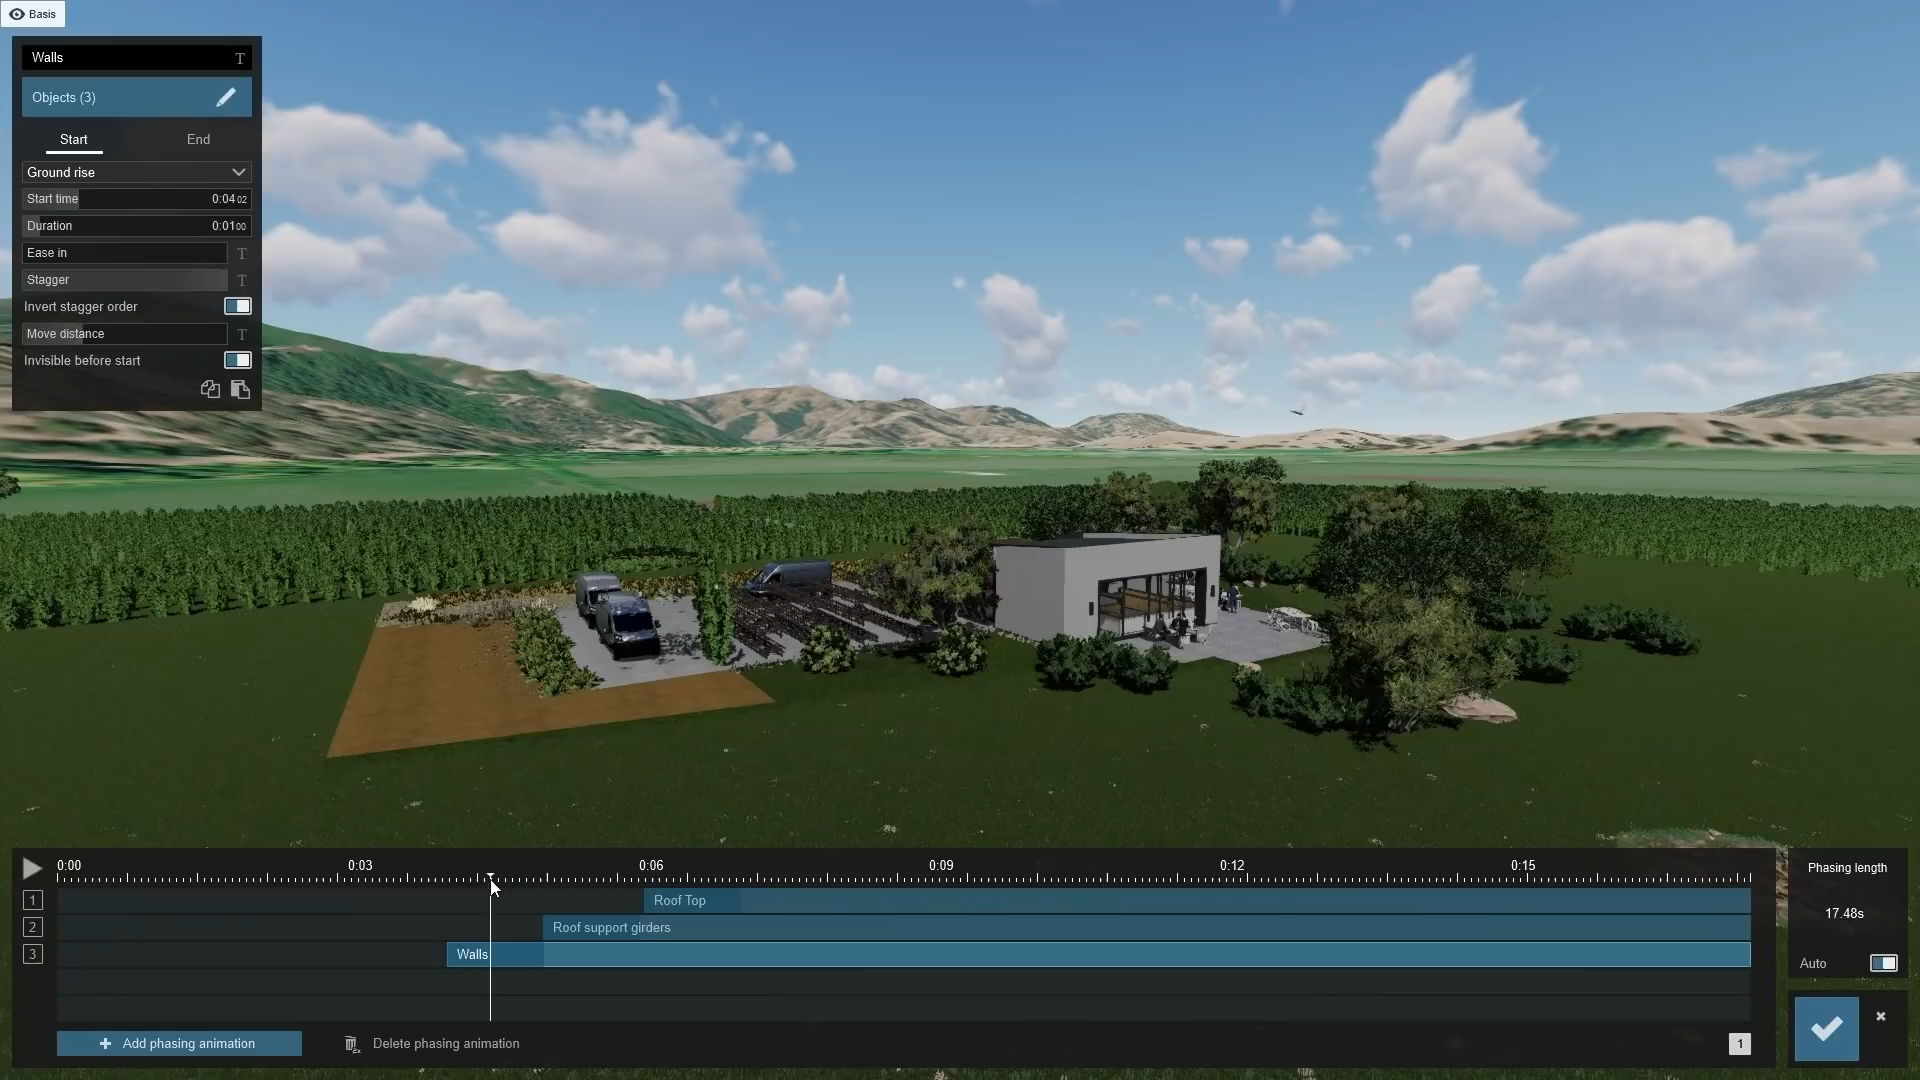 Basis
Walls T
Objects (3)
Start End
Ground rise
Start time 0:04 02
Duration 0:01 00
Ease in T
Stagger T
Invert stagger order
Move distance T
Invisible before start
0:00 0:03 0:06 0:09 0:12 0:15
1 Roof Top
2 Roof support girders
3 Walls
Add phasing animation Delete phasing animation 1
Phasing length
17.48s
Auto